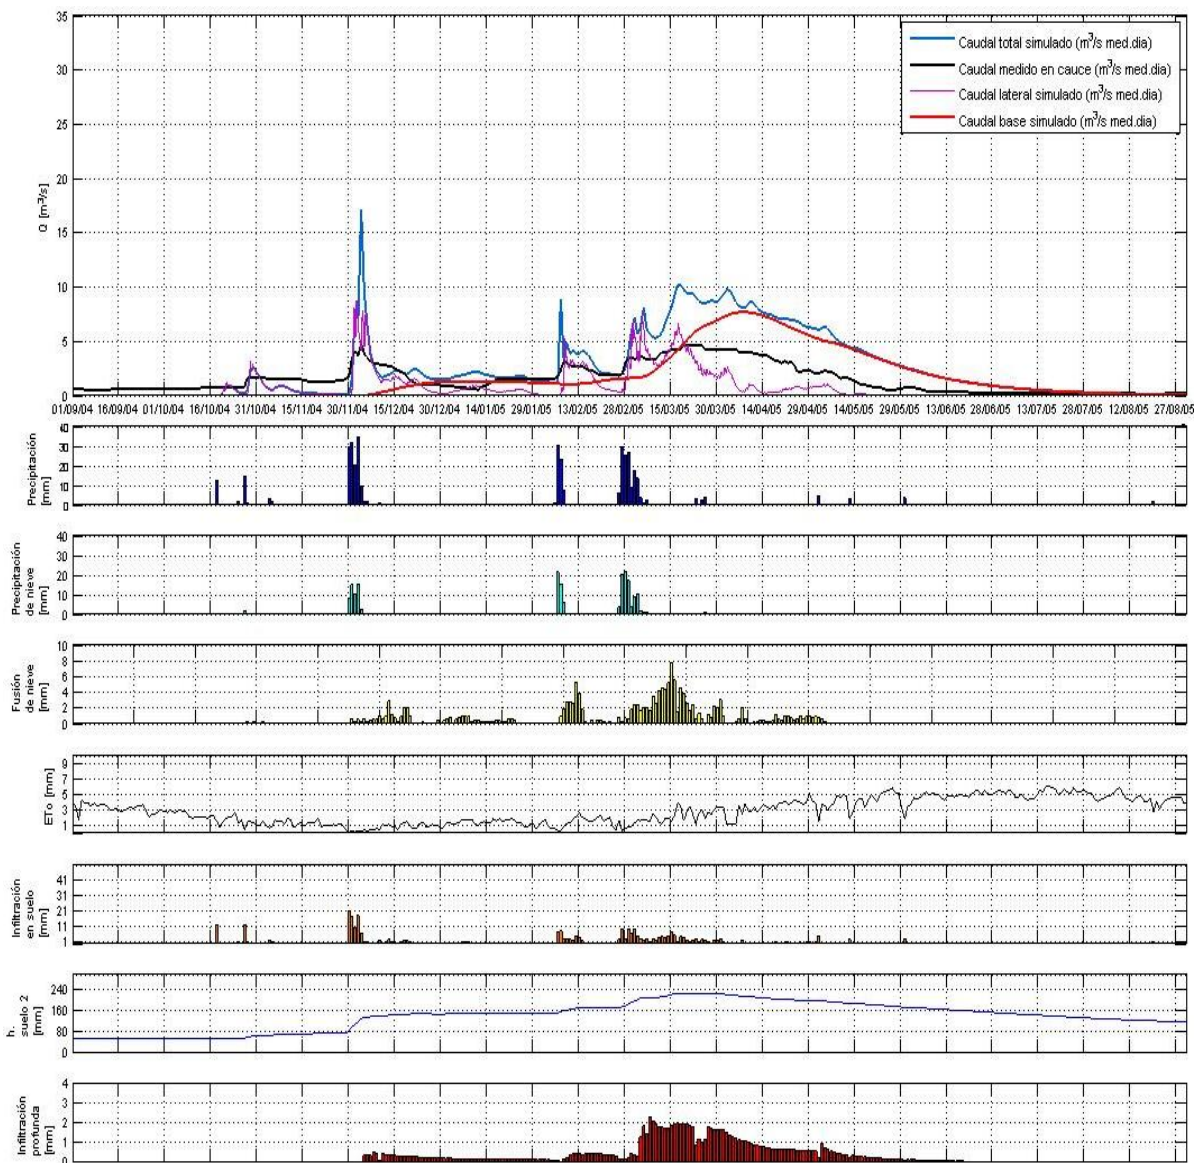 35
30
25
20
15
10
5
0
Q [m³/s]
Caudal total simulado (m³/s med.dia)
Caudal medido en cauce (m³/s med.dia)
Caudal lateral simulado (m³/s med.dia)
Caudal base simulado (m³/s med.dia)
01/09/04 16/09/04 01/10/04 16/10/04 31/10/04 15/11/04 30/11/04 15/12/04 30/12/04 14/01/05 29/01/05 13/02/05 28/02/05 15/03/05 30/03/05 14/04/05 29/04/05 14/05/05 29/05/05 13/06/05 28/06/05 13/07/05 28/07/05 12/08/05 27/08/05
Precipitación
[mm]
40
30
20
10
0
Precipitación
de nieve
[mm]
40
30
20
10
0
Fusión
de nieve
[mm]
10
8
6
4
2
0
ETo [mm]
9
7
5
3
1
Infiltración
en suelo
[mm]
41
31
21
11
1
h.
suelo 2
[mm]
240
160
80
0
Infiltración
profunda
[mm]
4
3
2
1
0